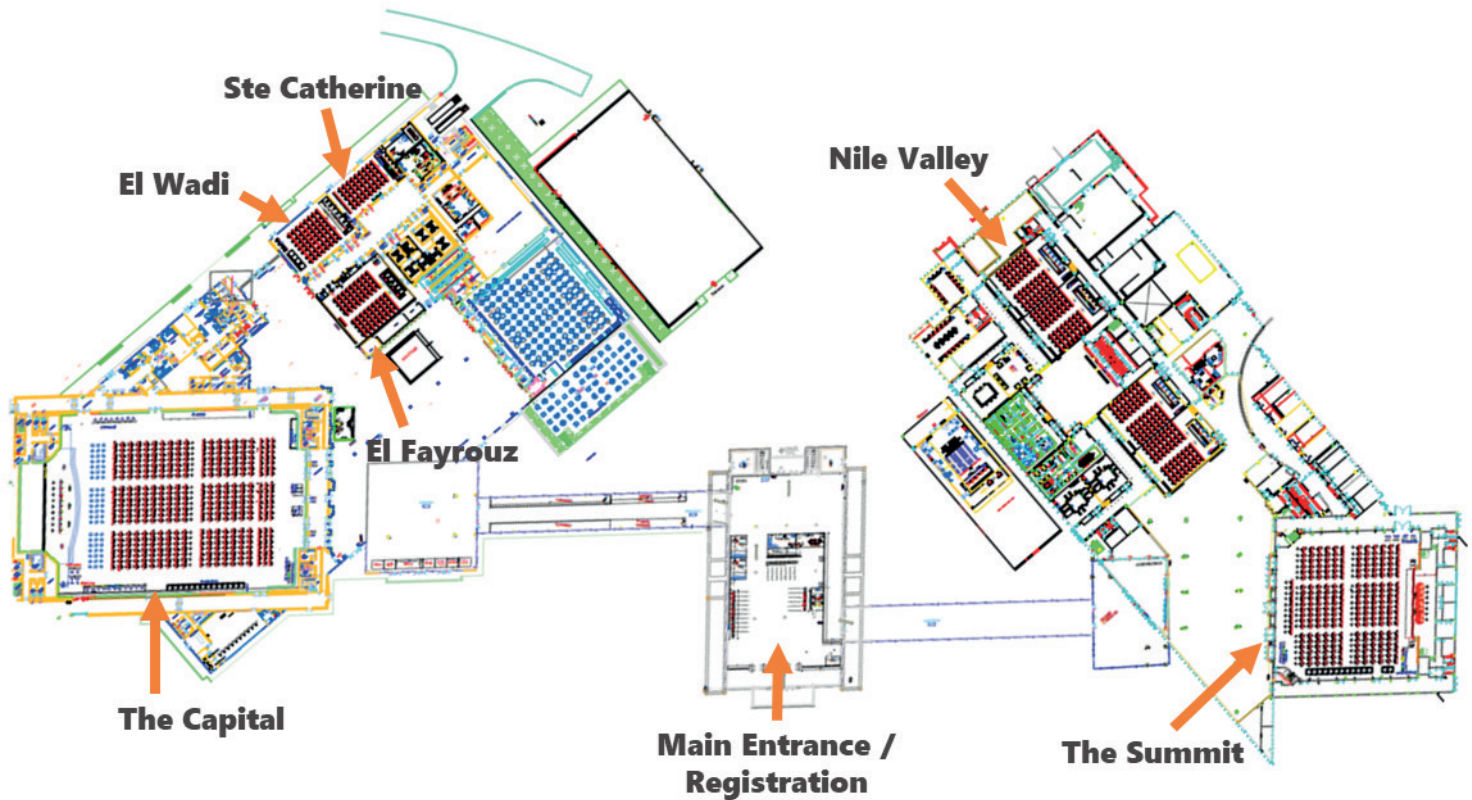 Ste Catherine
El Wadi
Nile Valley
El Fayrouz
The Capital
Main Entrance /
Registration
The Summit